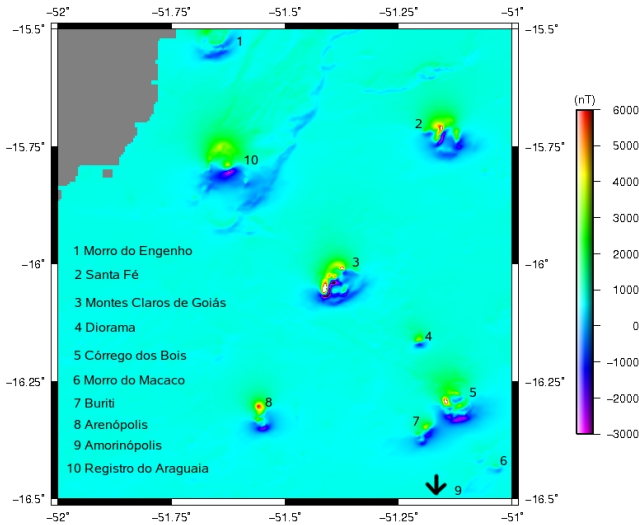 −52˚ −51.75˚ −51.5˚ −51.25˚ −51˚
−15.5˚ −15.5˚
1
(nT)
6000
2
5000
−15.75˚ −15.75˚
10
4000
3000
1 Morro do Engenho
−16˚ 3 −16˚
2 Santa Fé
2000
1000
3 Montes Claros de Goiás
4 Diorama
0
4
5 Córrego dos Bois
−1000
−16.25˚ −16.25˚
6 Morro do Macaco
5
7 Buriti
8
−2000
8 Arenópolis
7
−3000
9 Amorinópolis
6
10 Registro do Araguaia
9
−16.5˚ −16.5˚
−52˚ −51.75˚ −51.5˚ −51.25˚ −51˚